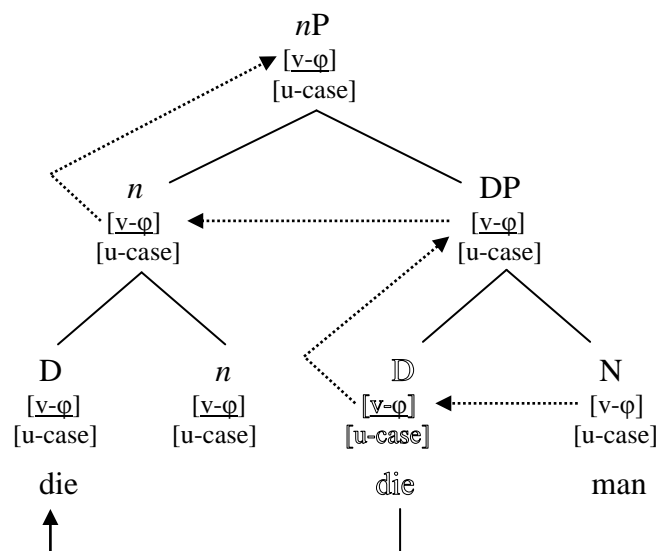 nP
[v-φ]
[u-case]
n DP
[v-φ] [v-φ]
[u-case] [u-case]
D n D N
[v-φ] [v-φ] [v-φ] [v-φ]
[u-case] [u-case] [u-case] [u-case]
die die man